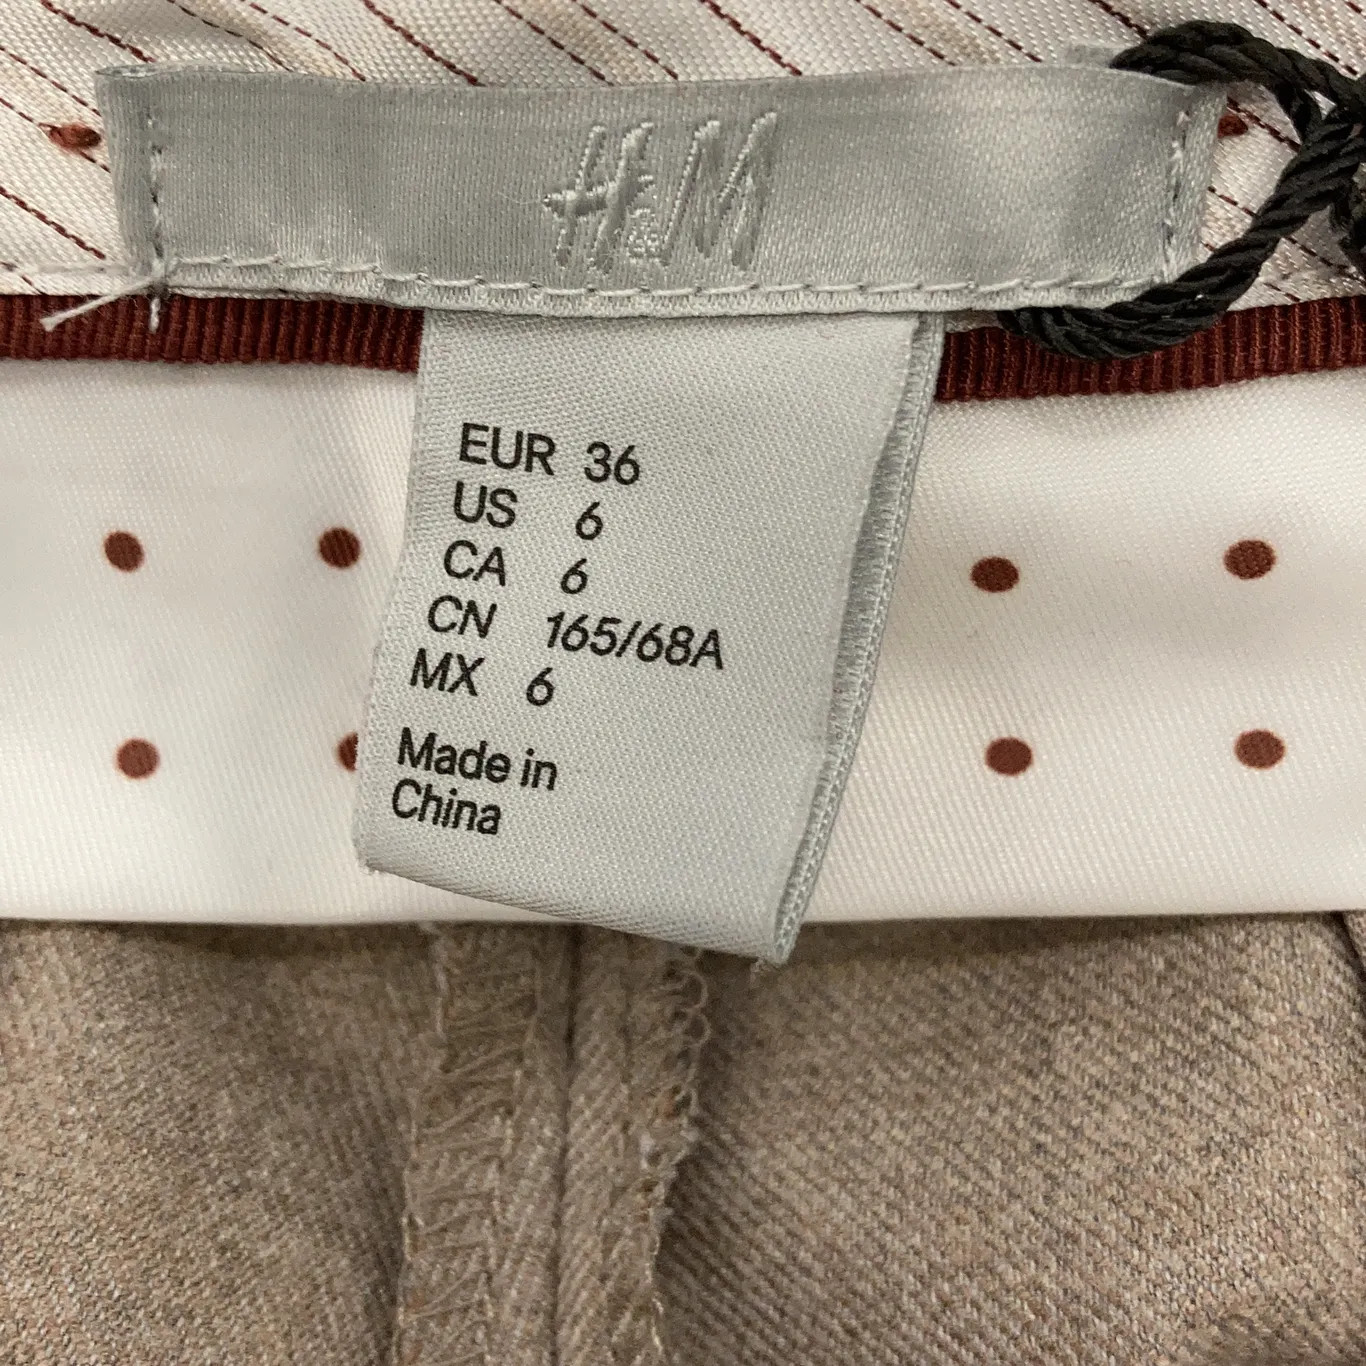 H&M
EUR 36
US 6
CA 6
CN 165/68A
MX 6
Made in
China